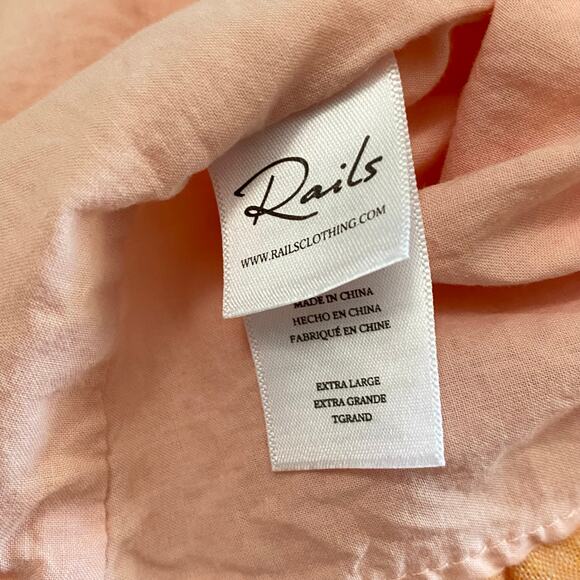 Rails
WWW.RAILSCLOTHING.COM
MADE IN CHINA
HECHO EN CHINA
FABRIQUÉ EN CHINE
EXTRA LARGE
EXTRA GRANDE
TGRAND